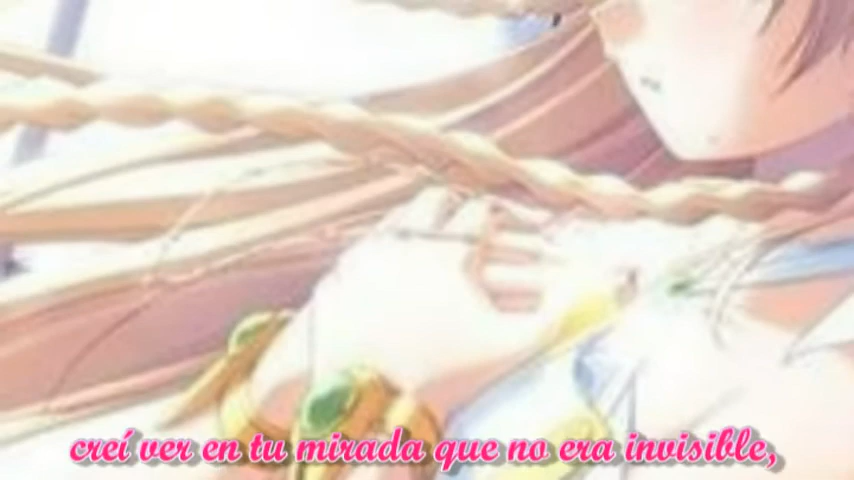 creí ver en tu mirada que no era invisible,